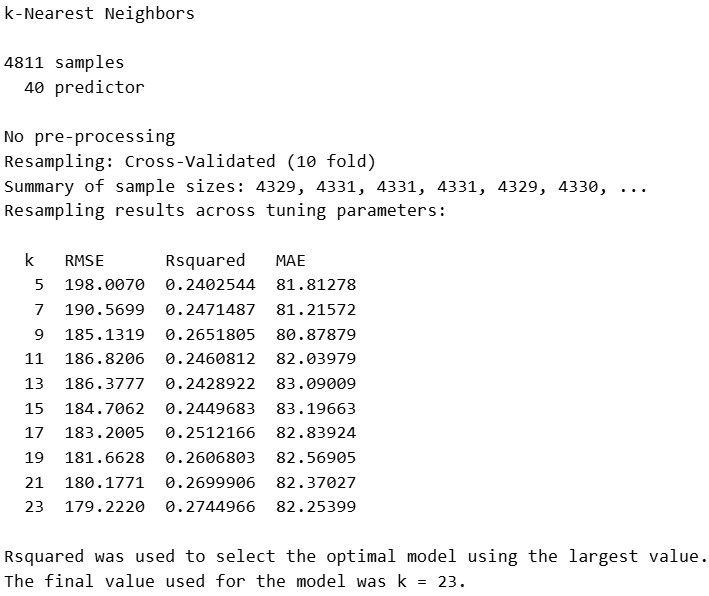 k-Nearest Neighbors
4811 samples
40 predictor
No pre-processing
Resampling: Cross-Validated (10 fold)
Summary of sample sizes: 4329, 4331, 4331, 4331, 4329, 4330, ...
Resampling results across tuning parameters:
k RMSE Rsquared MAE
5 198.0070 0.2402544 81.81278
7 190.5699 0.2471487 81.21572
9 185.1319 0.2651805 80.87879
11 186.8206 0.2460812 82.03979
13 186.3777 0.2428922 83.09009
15 184.7062 0.2449683 83.19663
17 183.2005 0.2512166 82.83924
19 181.6628 0.2606803 82.56905
21 180.1771 0.2699906 82.37027
23 179.2220 0.2744966 82.25399
Rsquared was used to select the optimal model using the largest value.
The final value used for the model was k = 23.